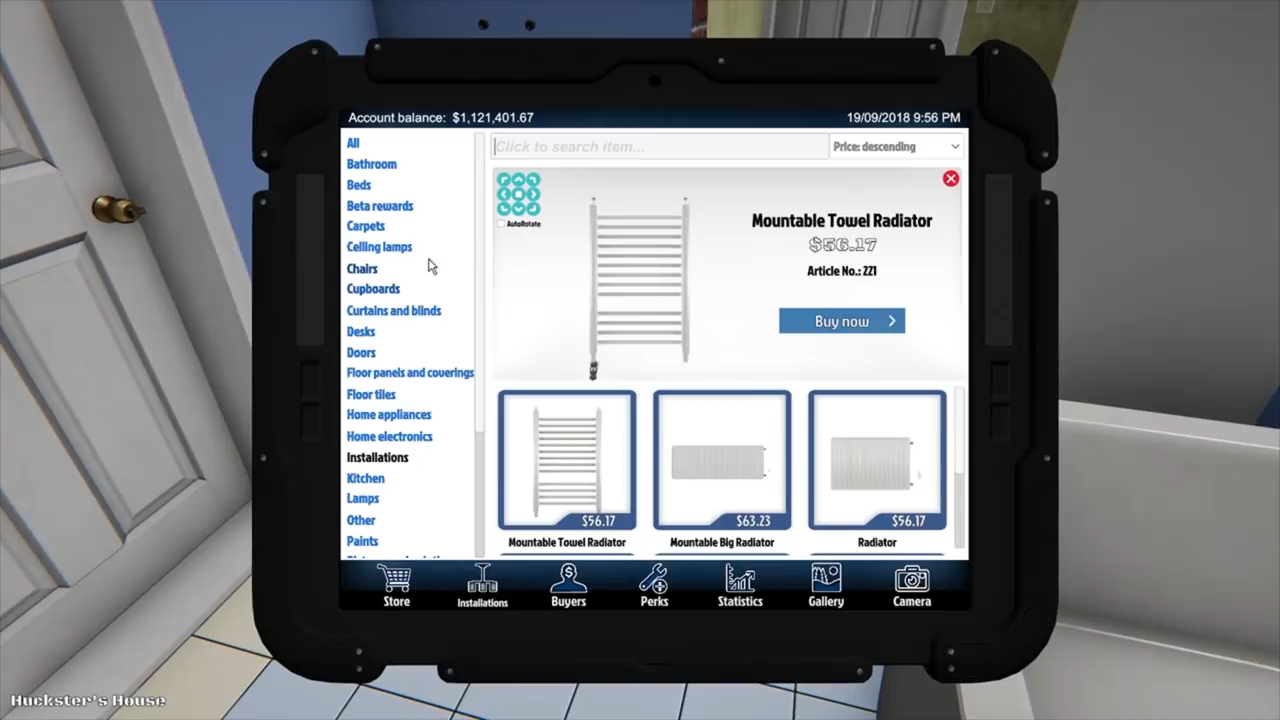 Account balance: $1,121,401.67
19/09/2018 9:56 PM
All
Bathroom
Beds
Beta rewards
Carpets
Ceiling lamps
Chairs
Cupboards
Curtains and blinds
Desks
Doors
Floor panels and coverings
Floor tiles
Home appliances
Home electronics
Installations
Kitchen
Lamps
Other
Paints
Click to search item...
Price: descending
AutoRotate
Mountable Towel Radiator
$56.17
Article No.: 221
Buy now
$56.17
$63.23
$56.17
Mountable Towel Radiator
Mountable Big Radiator
Radiator
Store
Installations
Buyers
Perks
Statistics
Gallery
Camera
Huckster's House